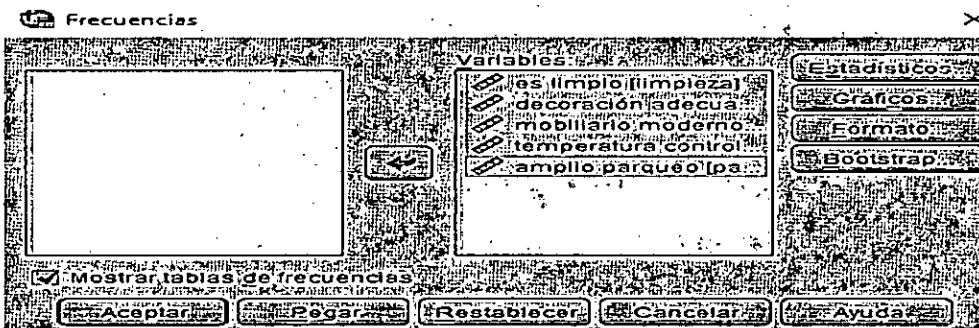 Frecuencias
Variables:
es limpio [limpieza]
decoración adecua...
mobiliario moderno...
temperatura control...
amplio parqueo [pa...
Estadísticos...
Gráficos...
Formato...
Bootstrap...
Mostrar tablas de frecuencias
Aceptar
Pegar
Restablecer
Cancelar
Ayuda